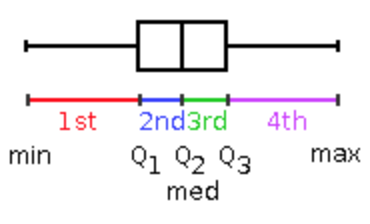 1st 2nd 3rd 4th
min Q1 Q2 Q3 max
med